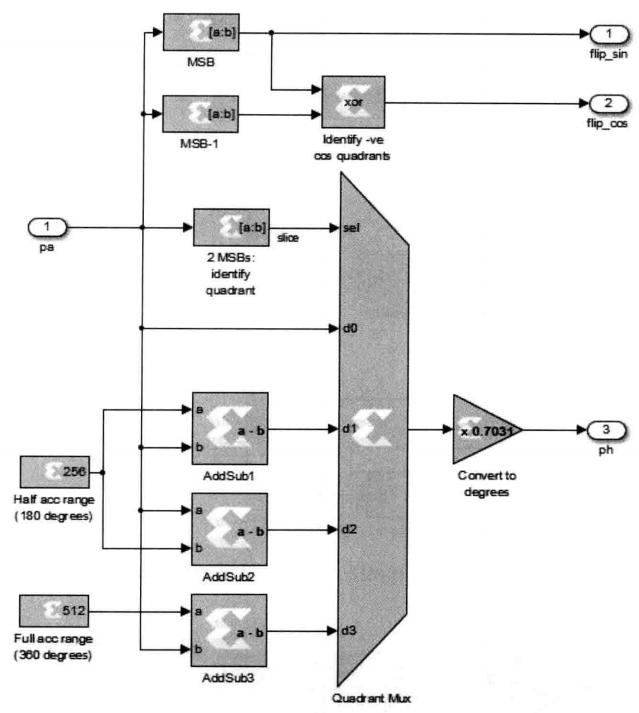 [a:b]
MSB
1
flip_sin
[a:b]
MSB-1
xor
Identify -ve
cos quadrants
2
flip_cos
1
pa
[a:b]
slice
2 MSBs:
identify
quadrant
sel
d0
a
b
a - b
AddSub1
d1
256
Half acc range
(180 degrees)
a
b
a - b
AddSub2
d2
512
Full acc range
(360 degrees)
a
b
a - b
AddSub3
d3
Quadrant Mux
x 0.7031
Convert to
degrees
3
ph